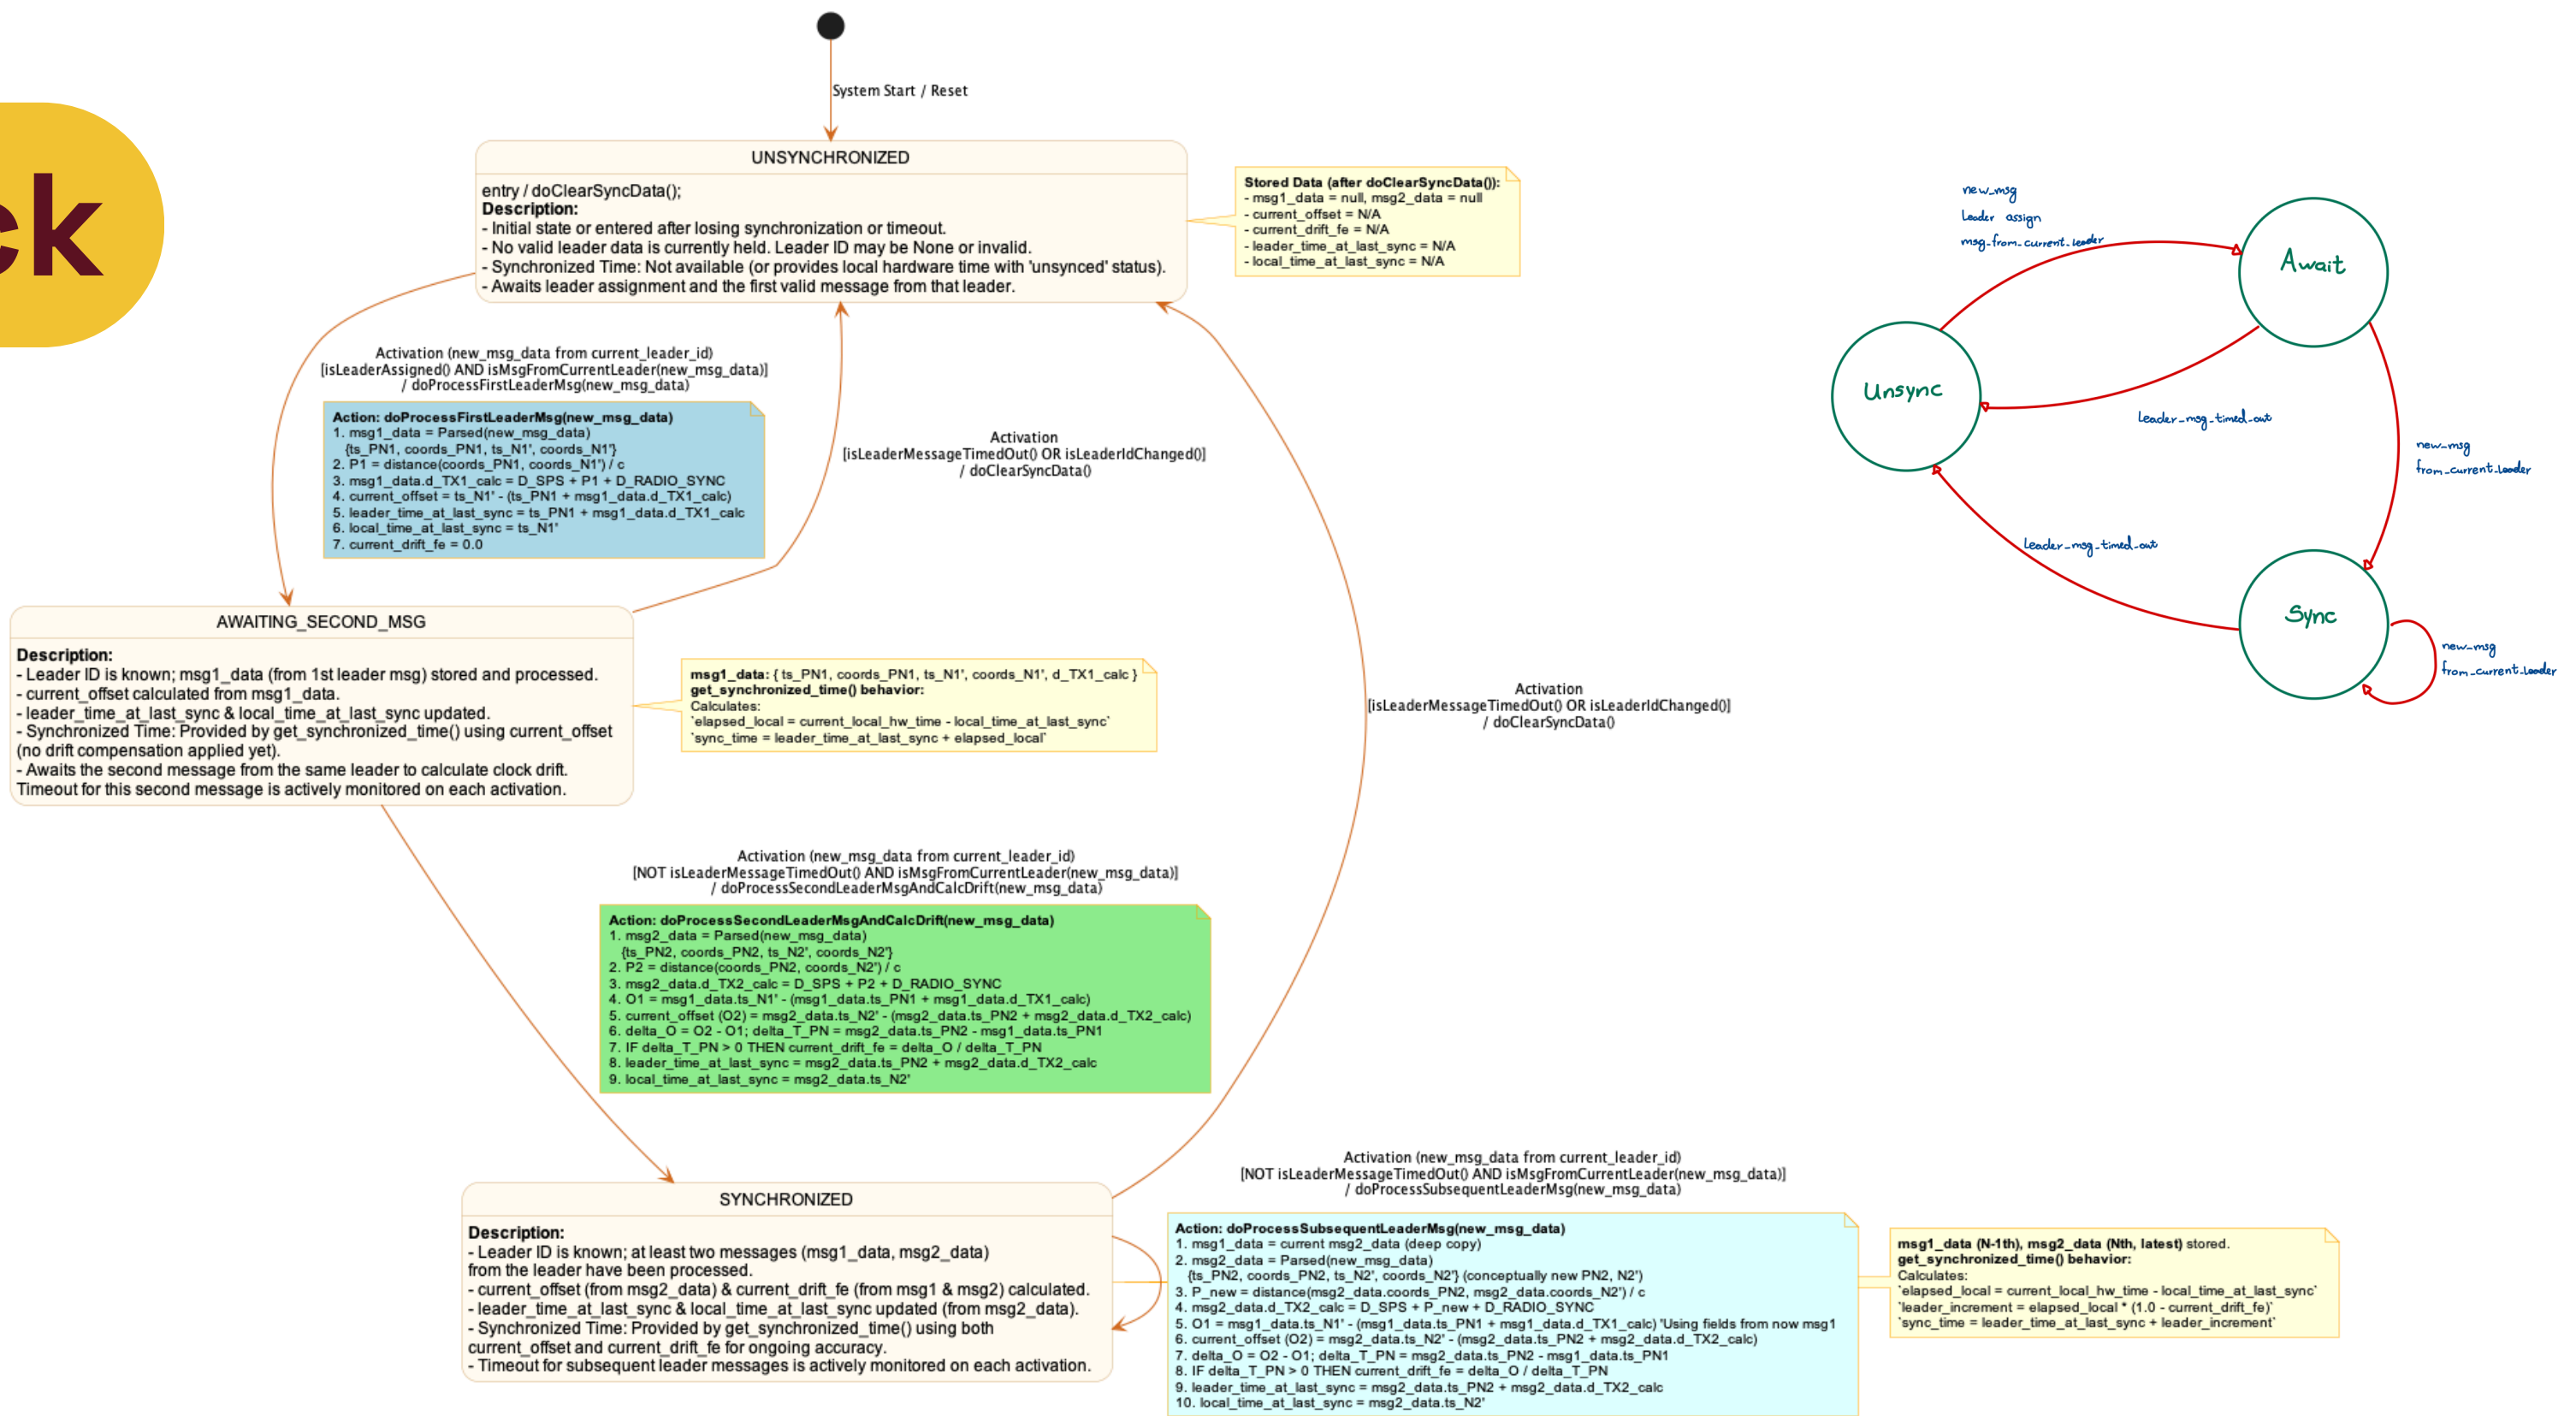 ck
System Start / Reset
UNSYNCHRONIZED
entry / doClearSyncData();
Description:
- Initial state or entered after losing synchronization or timeout.
- No valid leader data is currently held. Leader ID may be None or invalid.
- Synchronized Time: Not available (or provides local hardware time with 'unsynced' status).
- Awaits leader assignment and the first valid message from that leader.
Stored Data (after doClearSyncData()):
- msg1_data = null, msg2_data = null
- current_offset = N/A
- current_drift_fe = N/A
- leader_time_at_last_sync = N/A
- local_time_at_last_sync = N/A
Activation (new_msg_data from current_leader_id)
[isLeaderAssigned() AND isMsgFromCurrentLeader(new_msg_data)]
/ doProcessFirstLeaderMsg(new_msg_data)
Action: doProcessFirstLeaderMsg(new_msg_data)
1. msg1_data = Parsed(new_msg_data)
{ts_PN1, coords_PN1, ts_N1', coords_N1'}
2. P1 = distance(coords_PN1, coords_N1') / c
3. msg1_data.d_TX1_calc = D_SPS + P1 + D_RADIO_SYNC
4. current_offset = ts_N1' - (ts_PN1 + msg1_data.d_TX1_calc)
5. leader_time_at_last_sync = ts_PN1 + msg1_data.d_TX1_calc
6. local_time_at_last_sync = ts_N1'
7. current_drift_fe = 0.0
Activation
[isLeaderMessageTimedOut() OR isLeaderIdChanged()]
/ doClearSyncData()
AWAITING_SECOND_MSG
Description:
- Leader ID is known; msg1_data (from 1st leader msg) stored and processed.
- current_offset calculated from msg1_data.
- leader_time_at_last_sync & local_time_at_last_sync updated.
- Synchronized Time: Provided by get_synchronized_time() using current_offset
(no drift compensation applied yet).
- Awaits the second message from the same leader to calculate clock drift.
Timeout for this second message is actively monitored on each activation.
msg1_data: { ts_PN1, coords_PN1, ts_N1', coords_N1', d_TX1_calc }
get_synchronized_time() behavior:
Calculates:
`elapsed_local = current_local_hw_time - local_time_at_last_sync`
`sync_time = leader_time_at_last_sync + elapsed_local`
Activation
[isLeaderMessageTimedOut() OR isLeaderIdChanged()]
/ doClearSyncData()
Activation (new_msg_data from current_leader_id)
[NOT isLeaderMessageTimedOut() AND isMsgFromCurrentLeader(new_msg_data)]
/ doProcessSecondLeaderMsgAndCalcDrift(new_msg_data)
Action: doProcessSecondLeaderMsgAndCalcDrift(new_msg_data)
1. msg2_data = Parsed(new_msg_data)
{ts_PN2, coords_PN2, ts_N2', coords_N2'}
2. P2 = distance(coords_PN2, coords_N2') / c
3. msg2_data.d_TX2_calc = D_SPS + P2 + D_RADIO_SYNC
4. O1 = msg1_data.ts_N1' - (msg1_data.ts_PN1 + msg1_data.d_TX1_calc)
5. current_offset (O2) = msg2_data.ts_N2' - (msg2_data.ts_PN2 + msg2_data.d_TX2_calc)
6. delta_O = O2 - O1; delta_T_PN = msg2_data.ts_PN2 - msg1_data.ts_PN1
7. IF delta_T_PN > 0 THEN current_drift_fe = delta_O / delta_T_PN
8. leader_time_at_last_sync = msg2_data.ts_PN2 + msg2_data.d_TX2_calc
9. local_time_at_last_sync = msg2_data.ts_N2'
SYNCHRONIZED
Description:
- Leader ID is known; at least two messages (msg1_data, msg2_data)
from the leader have been processed.
- current_offset (from msg2_data) & current_drift_fe (from msg1 & msg2) calculated.
- leader_time_at_last_sync & local_time_at_last_sync updated (from msg2_data).
- Synchronized Time: Provided by get_synchronized_time() using both
current_offset and current_drift_fe for ongoing accuracy.
- Timeout for subsequent leader messages is actively monitored on each activation.
Activation (new_msg_data from current_leader_id)
[NOT isLeaderMessageTimedOut() AND isMsgFromCurrentLeader(new_msg_data)]
/ doProcessSubsequentLeaderMsg(new_msg_data)
Action: doProcessSubsequentLeaderMsg(new_msg_data)
1. msg1_data = current msg2_data (deep copy)
2. msg2_data = Parsed(new_msg_data)
{ts_PN2, coords_PN2, ts_N2', coords_N2'} (conceptually new PN2, N2')
3. P_new = distance(msg2_data.coords_PN2, msg2_data.coords_N2') / c
4. msg2_data.d_TX2_calc = D_SPS + P_new + D_RADIO_SYNC
5. O1 = msg1_data.ts_N1' - (msg1_data.ts_PN1 + msg1_data.d_TX1_calc) 'Using fields from now msg1
6. current_offset (O2) = msg2_data.ts_N2' - (msg2_data.ts_PN2 + msg2_data.d_TX2_calc)
7. delta_O = O2 - O1; delta_T_PN = msg2_data.ts_PN2 - msg1_data.ts_PN1
8. IF delta_T_PN > 0 THEN current_drift_fe = delta_O / delta_T_PN
9. leader_time_at_last_sync = msg2_data.ts_PN2 + msg2_data.d_TX2_calc
10. local_time_at_last_sync = msg2_data.ts_N2'
msg1_data (N-1th), msg2_data (Nth, latest) stored.
get_synchronized_time() behavior:
Calculates:
`elapsed_local = current_local_hw_time - local_time_at_last_sync`
`leader_increment = elapsed_local * (1.0 - current_drift_fe)`
`sync_time = leader_time_at_last_sync + leader_increment`
new_msg
Leader assign
msg_from_current_leader
Await
Unsync
Leader_msg_timed_out
new_msg
from_current_Leader
Leader_msg_timed_out
Sync
new_msg
from_current_Leader